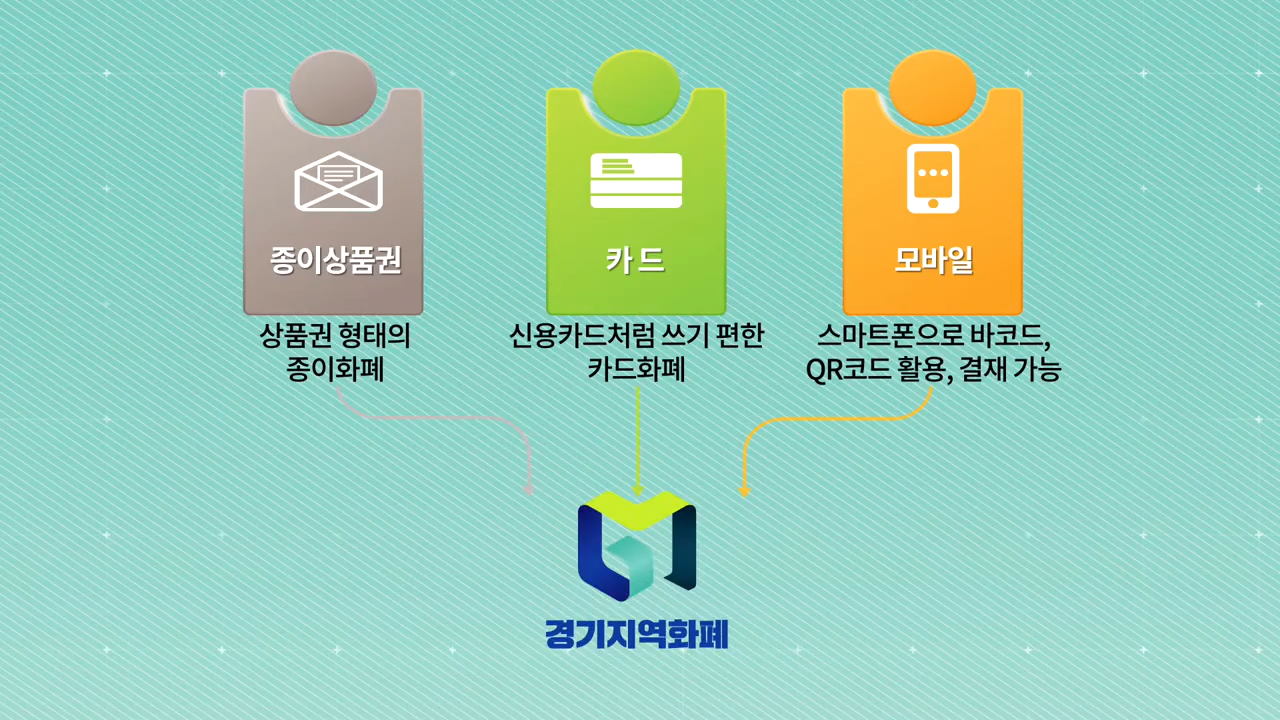 종이상품권
상품권 형태의
종이화폐
카 드
신용카드처럼 쓰기 편한
카드화폐
모바일
스마트폰으로 바코드,
QR코드 활용, 결재 가능
경기지역화폐